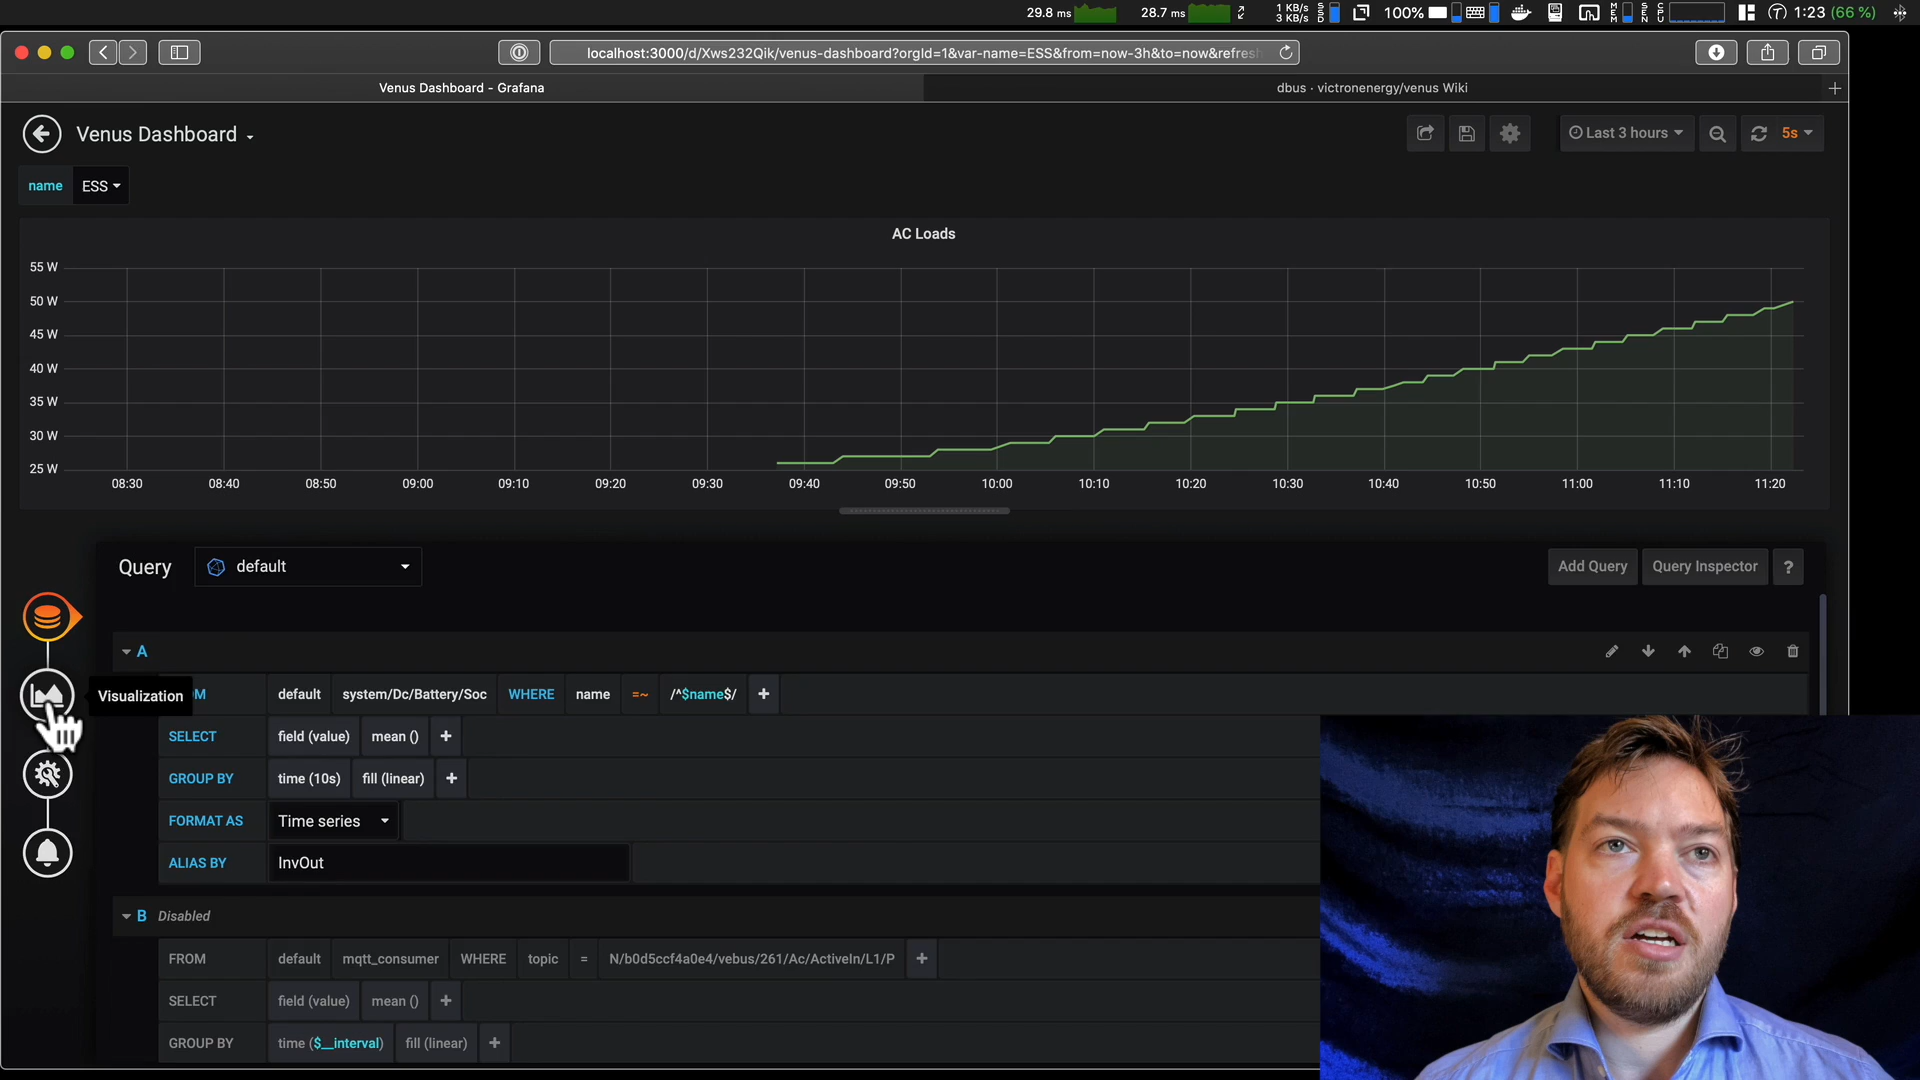 29.8 ms
28.7 ms
1 KB/s
3 KB/s
SSD
100%
MEM
SEN
CPU
1:23 (66 %)
localhost:3000/d/Xws232Qik/venus-dashboard?orgId=1&var-name=ESS&from=now-3h&to=now&refresh
Venus Dashboard - Grafana
dbus · victronenergy/venus Wiki
Venus Dashboard
Last 3 hours
5s
name ESS
AC Loads
55 W
50 W
45 W
40 W
35 W
30 W
25 W
08:30 08:40 08:50 09:00 09:10 09:20 09:30 09:40 09:50 10:00 10:10 10:20 10:30 10:40 10:50 11:00 11:10 11:20
Query default Add Query Query Inspector ?
A
Visualization
OM default system/Dc/Battery/Soc WHERE name =~ /^$name$/ +
SELECT field (value) mean () +
GROUP BY time (10s) fill (linear) +
FORMAT AS Time series
ALIAS BY InvOut
B Disabled
FROM default mqtt_consumer WHERE topic = N/b0d5ccf4a0e4/vebus/261/Ac/ActiveIn/L1/P +
SELECT field (value) mean () +
GROUP BY time ($__interval) fill (linear) +